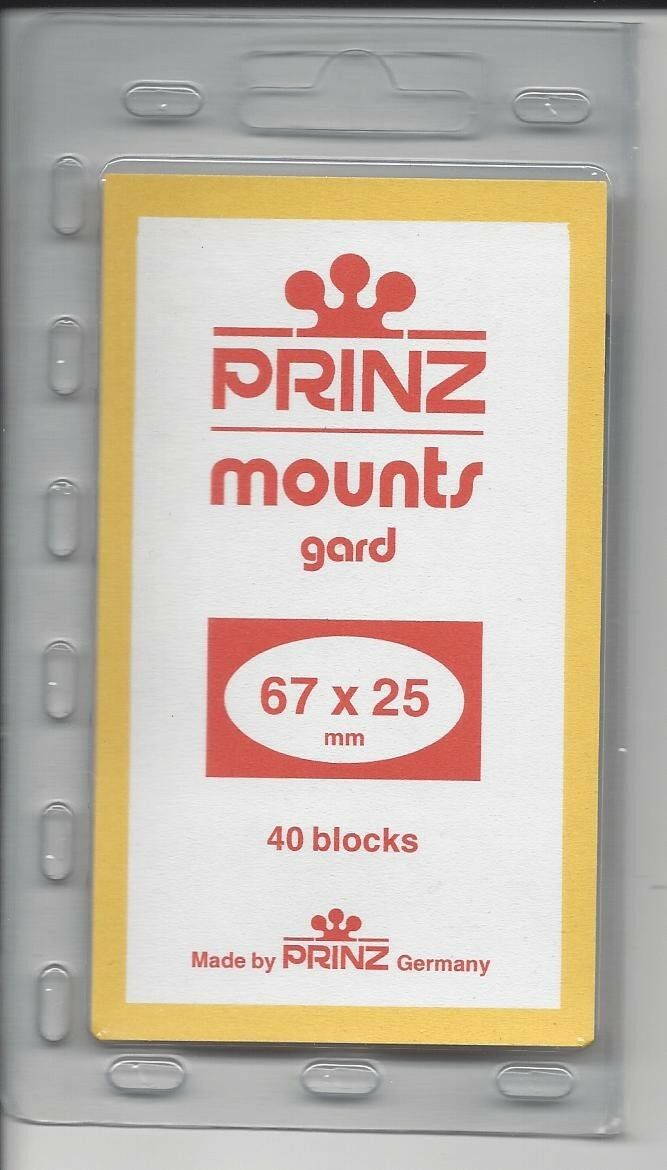 PRINZ
mounts
gard
67 x 25
mm
40 blocks
Made by PRINZ Germany